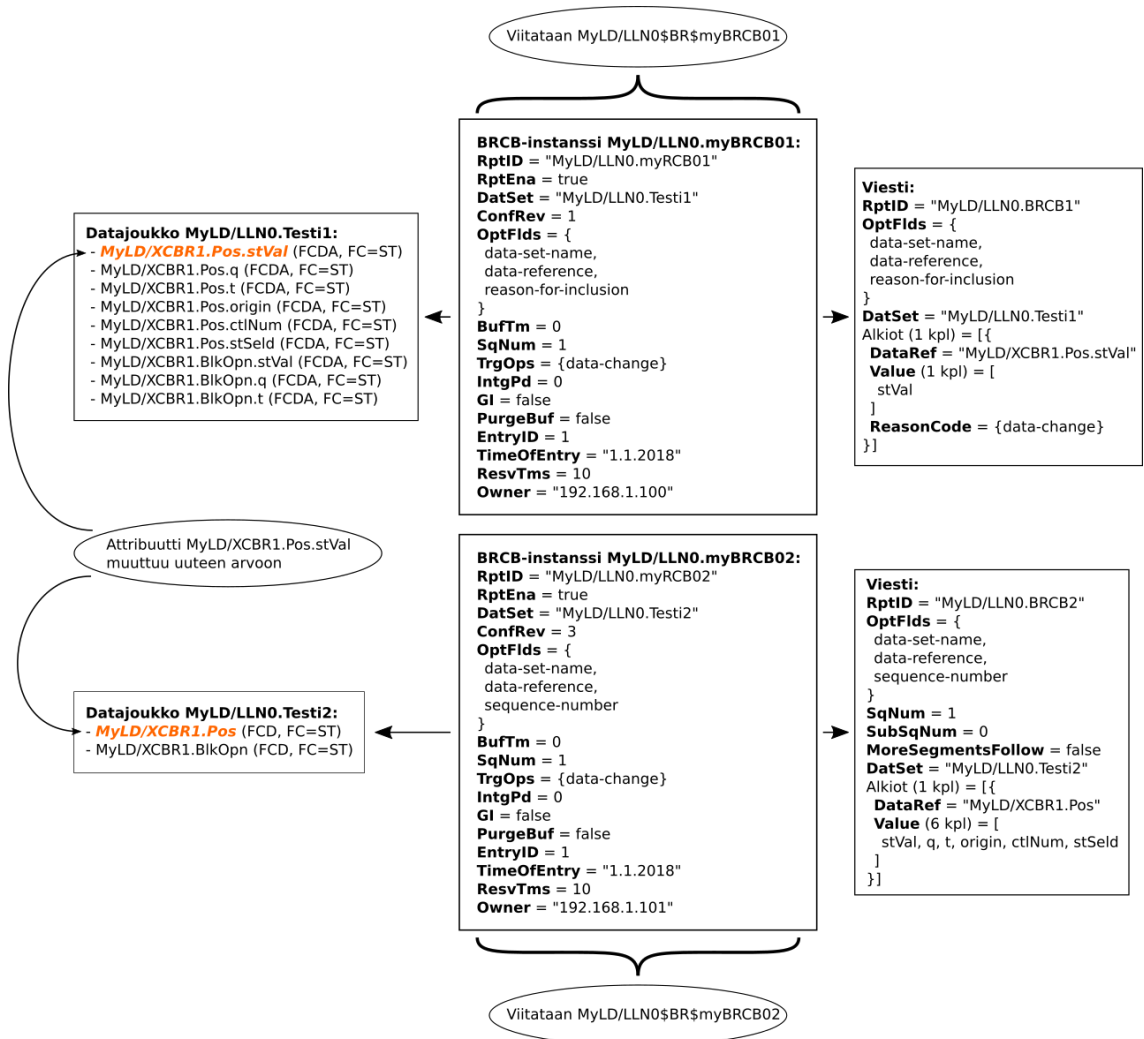 Viitataan MyLD/LLN0$BR$myBRCB01
BRCB-instanssi MyLD/LLN0.myBRCB01:
RptID = "MyLD/LLN0.myRCB01"
RptEna = true
DatSet = "MyLD/LLN0.Testi1"
ConfRev = 1
OptFlds = {
data-set-name,
data-reference,
reason-for-inclusion
}
BufTm = 0
SqNum = 1
TrgOps = {data-change}
IntgPd = 0
GI = false
PurgeBuf = false
EntryID = 1
TimeOfEntry = "1.1.2018"
ResvTms = 10
Owner = "192.168.1.100"
Datajoukko MyLD/LLN0.Testi1:
- MyLD/XCBR1.Pos.stVal (FCDA, FC=ST)
- MyLD/XCBR1.Pos.q (FCDA, FC=ST)
- MyLD/XCBR1.Pos.t (FCDA, FC=ST)
- MyLD/XCBR1.Pos.origin (FCDA, FC=ST)
- MyLD/XCBR1.Pos.ctlNum (FCDA, FC=ST)
- MyLD/XCBR1.Pos.stSeld (FCDA, FC=ST)
- MyLD/XCBR1.BlkOpn.stVal (FCDA, FC=ST)
- MyLD/XCBR1.BlkOpn.q (FCDA, FC=ST)
- MyLD/XCBR1.BlkOpn.t (FCDA, FC=ST)
Viesti:
RptID = "MyLD/LLN0.BRCB1"
OptFlds = {
data-set-name,
data-reference,
reason-for-inclusion
}
DatSet = "MyLD/LLN0.Testi1"
Alkiot (1 kpl) = [{
DataRef = "MyLD/XCBR1.Pos.stVal"
Value (1 kpl) = [
stVal
]
ReasonCode = {data-change}
}]
Attribuutti MyLD/XCBR1.Pos.stVal
muuttuu uuteen arvoon
BRCB-instanssi MyLD/LLN0.myBRCB02:
RptID = "MyLD/LLN0.myRCB02"
RptEna = true
DatSet = "MyLD/LLN0.Testi2"
ConfRev = 3
OptFlds = {
data-set-name,
data-reference,
sequence-number
}
BufTm = 0
SqNum = 1
TrgOps = {data-change}
IntgPd = 0
GI = false
PurgeBuf = false
EntryID = 1
TimeOfEntry = "1.1.2018"
ResvTms = 10
Owner = "192.168.1.101"
Datajoukko MyLD/LLN0.Testi2:
- MyLD/XCBR1.Pos (FCD, FC=ST)
- MyLD/XCBR1.BlkOpn (FCD, FC=ST)
Viesti:
RptID = "MyLD/LLN0.BRCB2"
OptFlds = {
data-set-name,
data-reference,
sequence-number
}
SqNum = 1
SubSqNum = 0
MoreSegmentsFollow = false
DatSet = "MyLD/LLN0.Testi2"
Alkiot (1 kpl) = [{
DataRef = "MyLD/XCBR1.Pos"
Value (6 kpl) = [
stVal, q, t, origin, ctlNum, stSeld
]
}]
Viitataan MyLD/LLN0$BR$myBRCB02